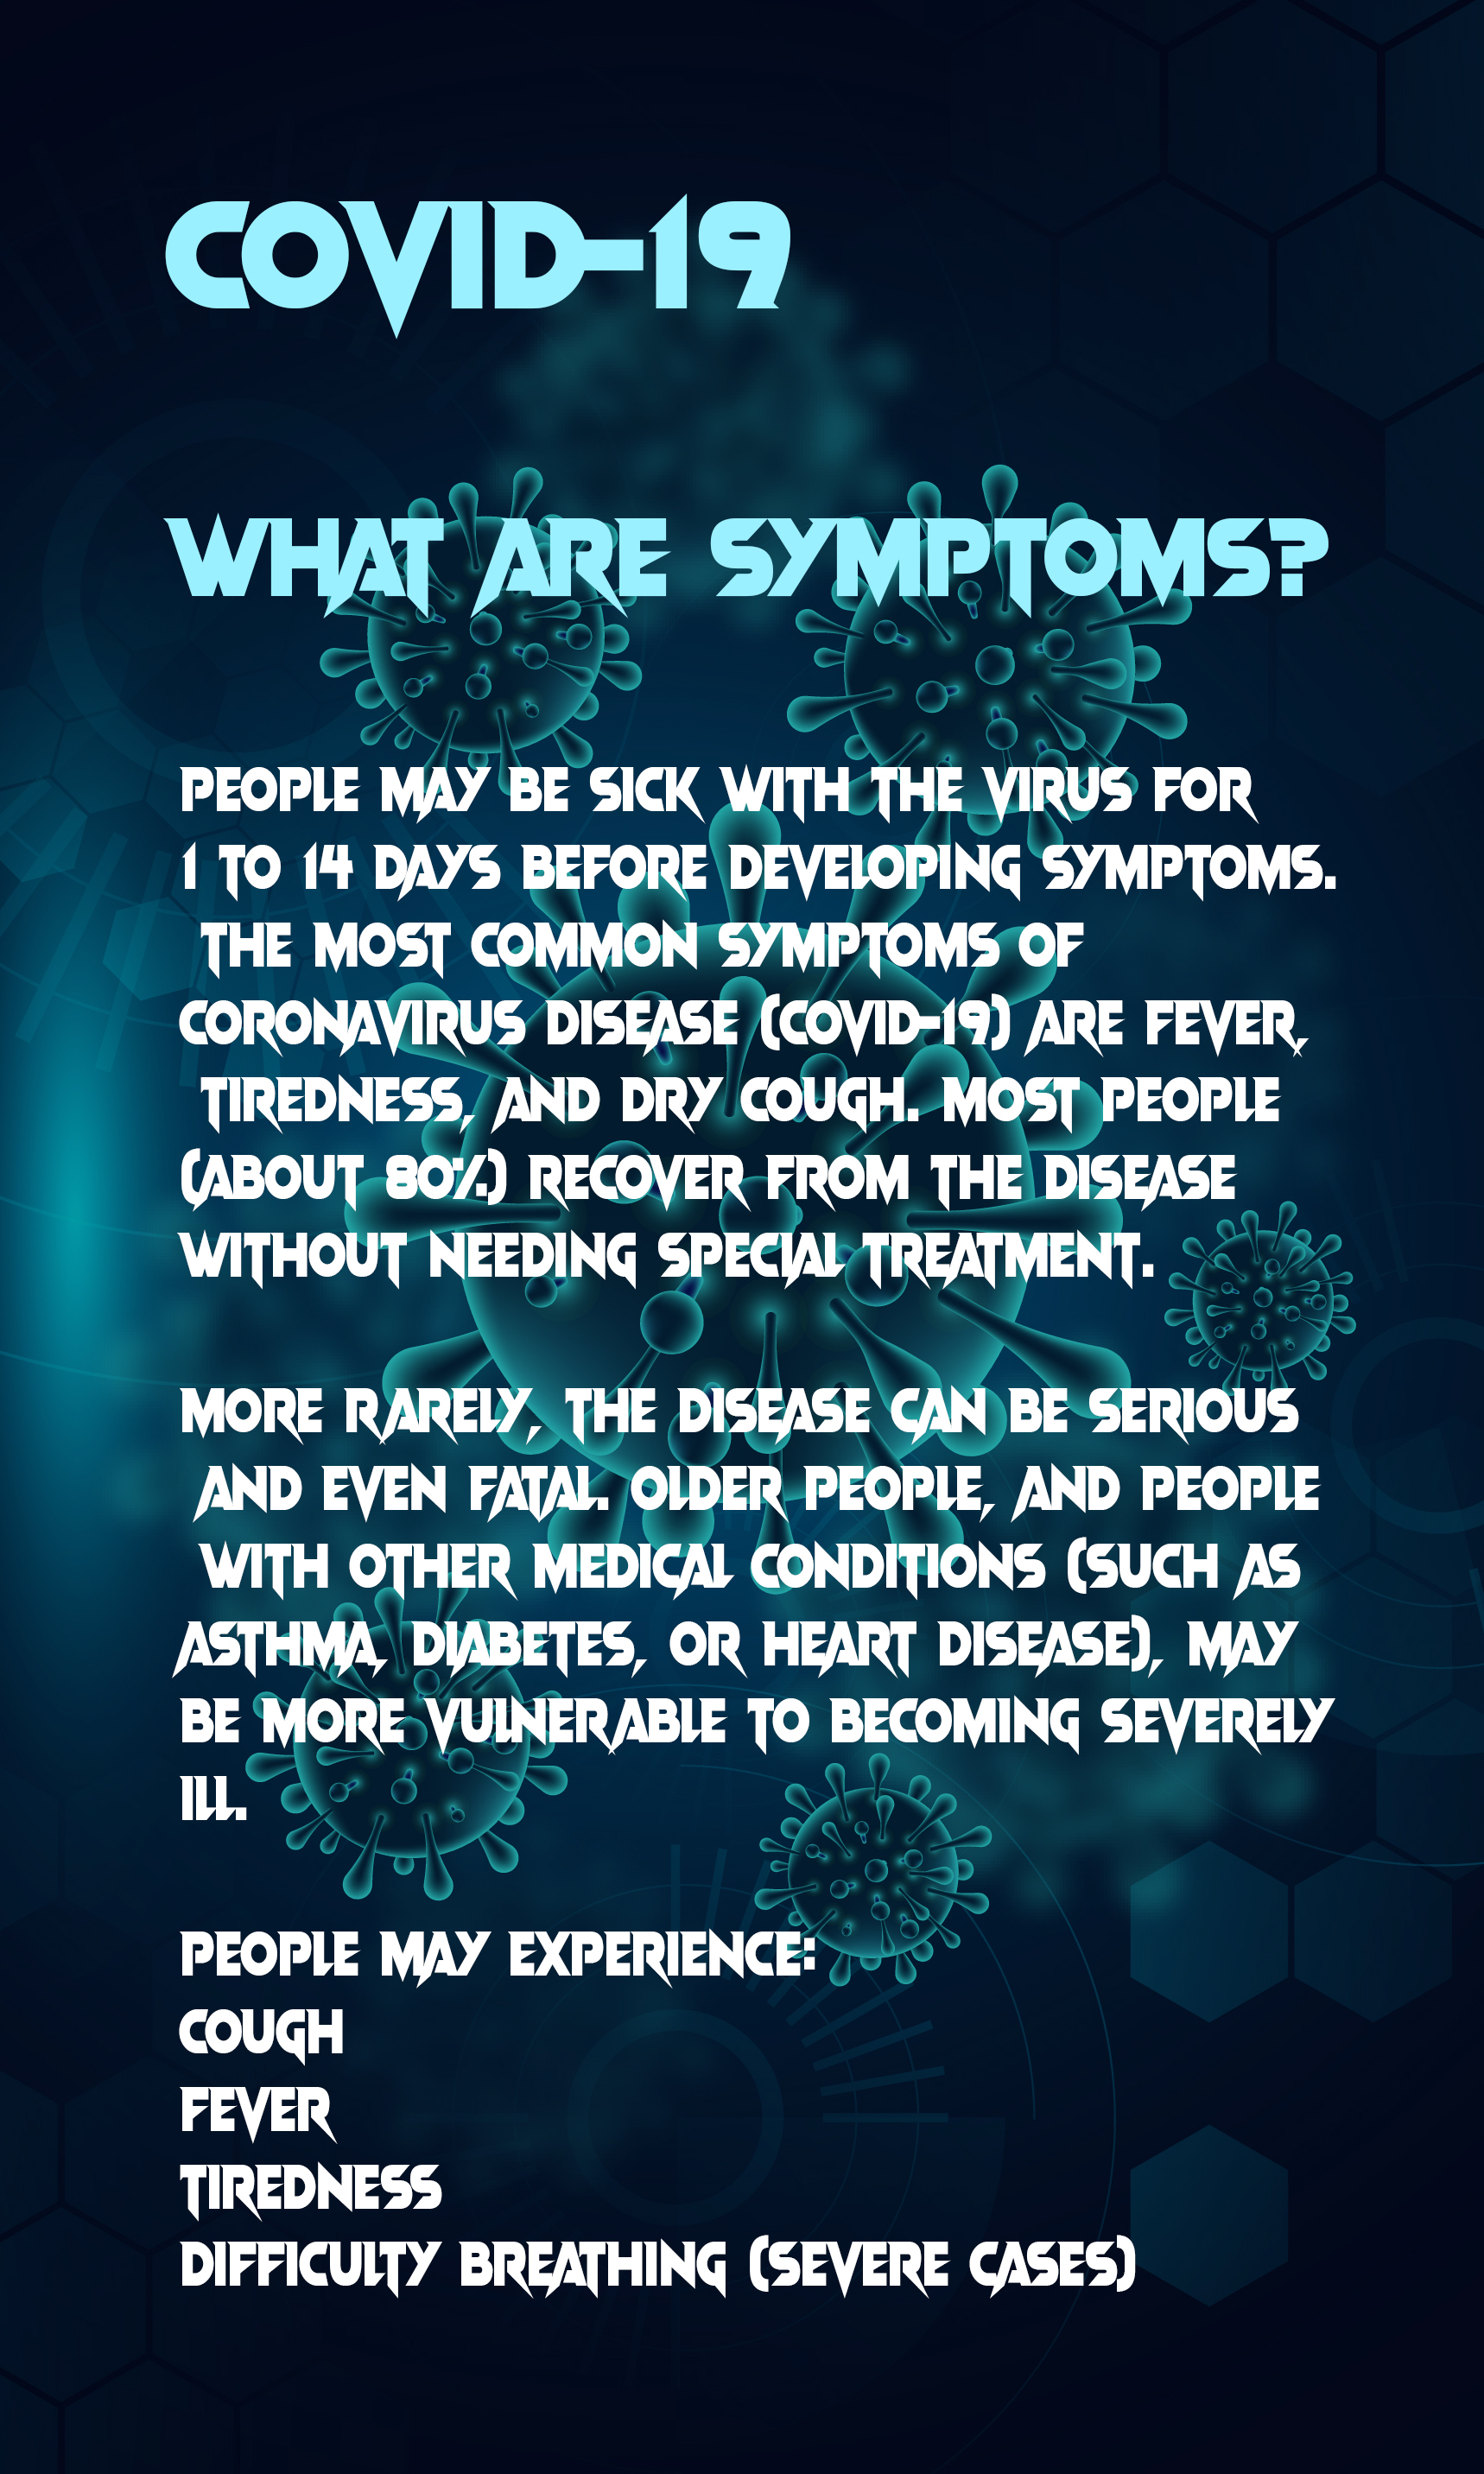 COVID-19
WHAT ARE SYMPTOMS?
PEOPLE MAY BE SICK WITH THE VIRUS FOR
1 TO 14 DAYS BEFORE DEVELOPING SYMPTOMS.
THE MOST COMMON SYMPTOMS OF
CORONAVIRUS DISEASE (COVID-19) ARE FEVER,
TIREDNESS, AND DRY COUGH. MOST PEOPLE
(ABOUT 80%) RECOVER FROM THE DISEASE
WITHOUT NEEDING SPECIAL TREATMENT.
MORE RARELY, THE DISEASE CAN BE SERIOUS
AND EVEN FATAL. OLDER PEOPLE, AND PEOPLE
WITH OTHER MEDICAL CONDITIONS (SUCH AS
ASTHMA, DIABETES, OR HEART DISEASE), MAY
BE MORE VULNERABLE TO BECOMING SEVERELY
ILL.
PEOPLE MAY EXPERIENCE:
COUGH
FEVER
TIREDNESS
DIFFICULTY BREATHING (SEVERE CASES)